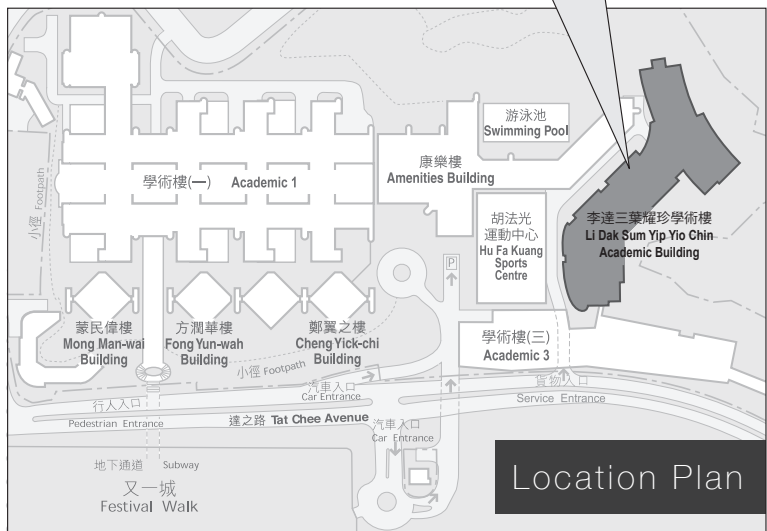 游泳池
Swimming Pool
康樂樓
Amenities Building
學術樓(一) Academic 1
小徑 Footpath
胡法光
運動中心
Hu Fa Kuang
Sports
Centre
李達三葉耀珍學術樓
Li Dak Sum Yip Yio Chin
Academic Building
P
蒙民偉樓
Mong Man-wai
Building
方潤華樓
Fong Yun-wah
Building
鄭翼之樓
Cheng Yick-chi
Building
學術樓(三)
Academic 3
小徑 Footpath
汽車入口
Car Entrance
貨物入口
Service Entrance
行人入口
Pedestrian Entrance
達之路 Tat Chee Avenue
汽車入口
Car Entrance
地下通道 Subway
又一城
Festival Walk
Location Plan